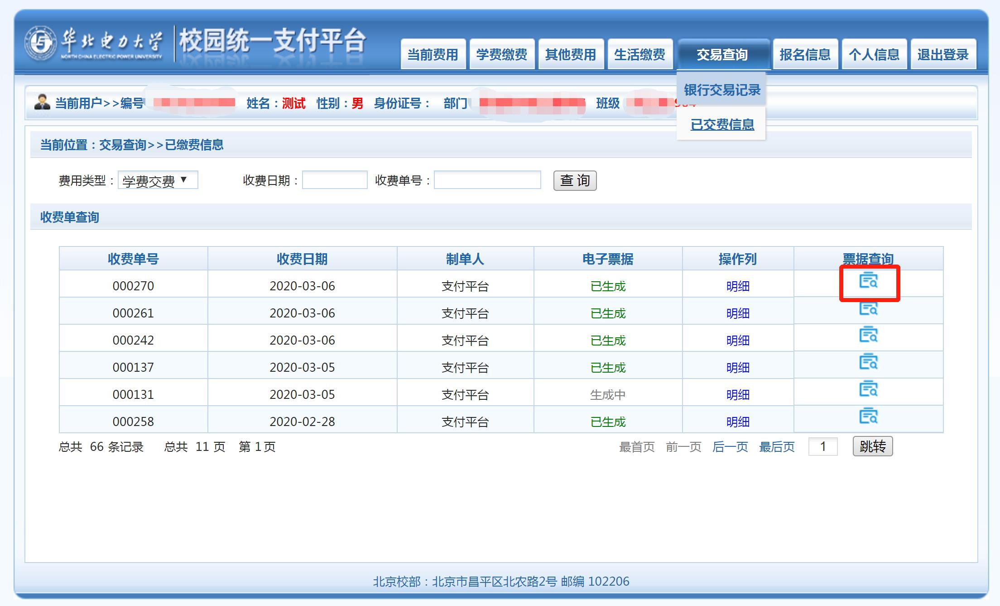 华北电力大学 校园统一支付平台
NORTH CHINA ELECTRIC POWER UNIVERSITY
当前费用 学费缴费 其他费用 生活缴费 交易查询 报名信息 个人信息 退出登录
银行交易记录
当前用户>>编号 姓名：测试 性别：男 身份证号： 部门 班级
已交费信息
当前位置：交易查询>>已缴费信息
费用类型：学费交费▼ 收费日期： 收费单号： 查 询
收费单查询
收费单号 收费日期 制单人 电子票据 操作列 票据查询
000270 2020-03-06 支付平台 已生成 明细
000261 2020-03-06 支付平台 已生成 明细
000242 2020-03-06 支付平台 已生成 明细
000137 2020-03-05 支付平台 已生成 明细
000131 2020-03-05 支付平台 生成中 明细
000258 2020-02-28 支付平台 已生成 明细
总共 66 条记录 总共 11 页 第 1 页 最首页 前一页 后一页 最后页 1 跳转
北京校部：北京市昌平区北农路2号 邮编 102206